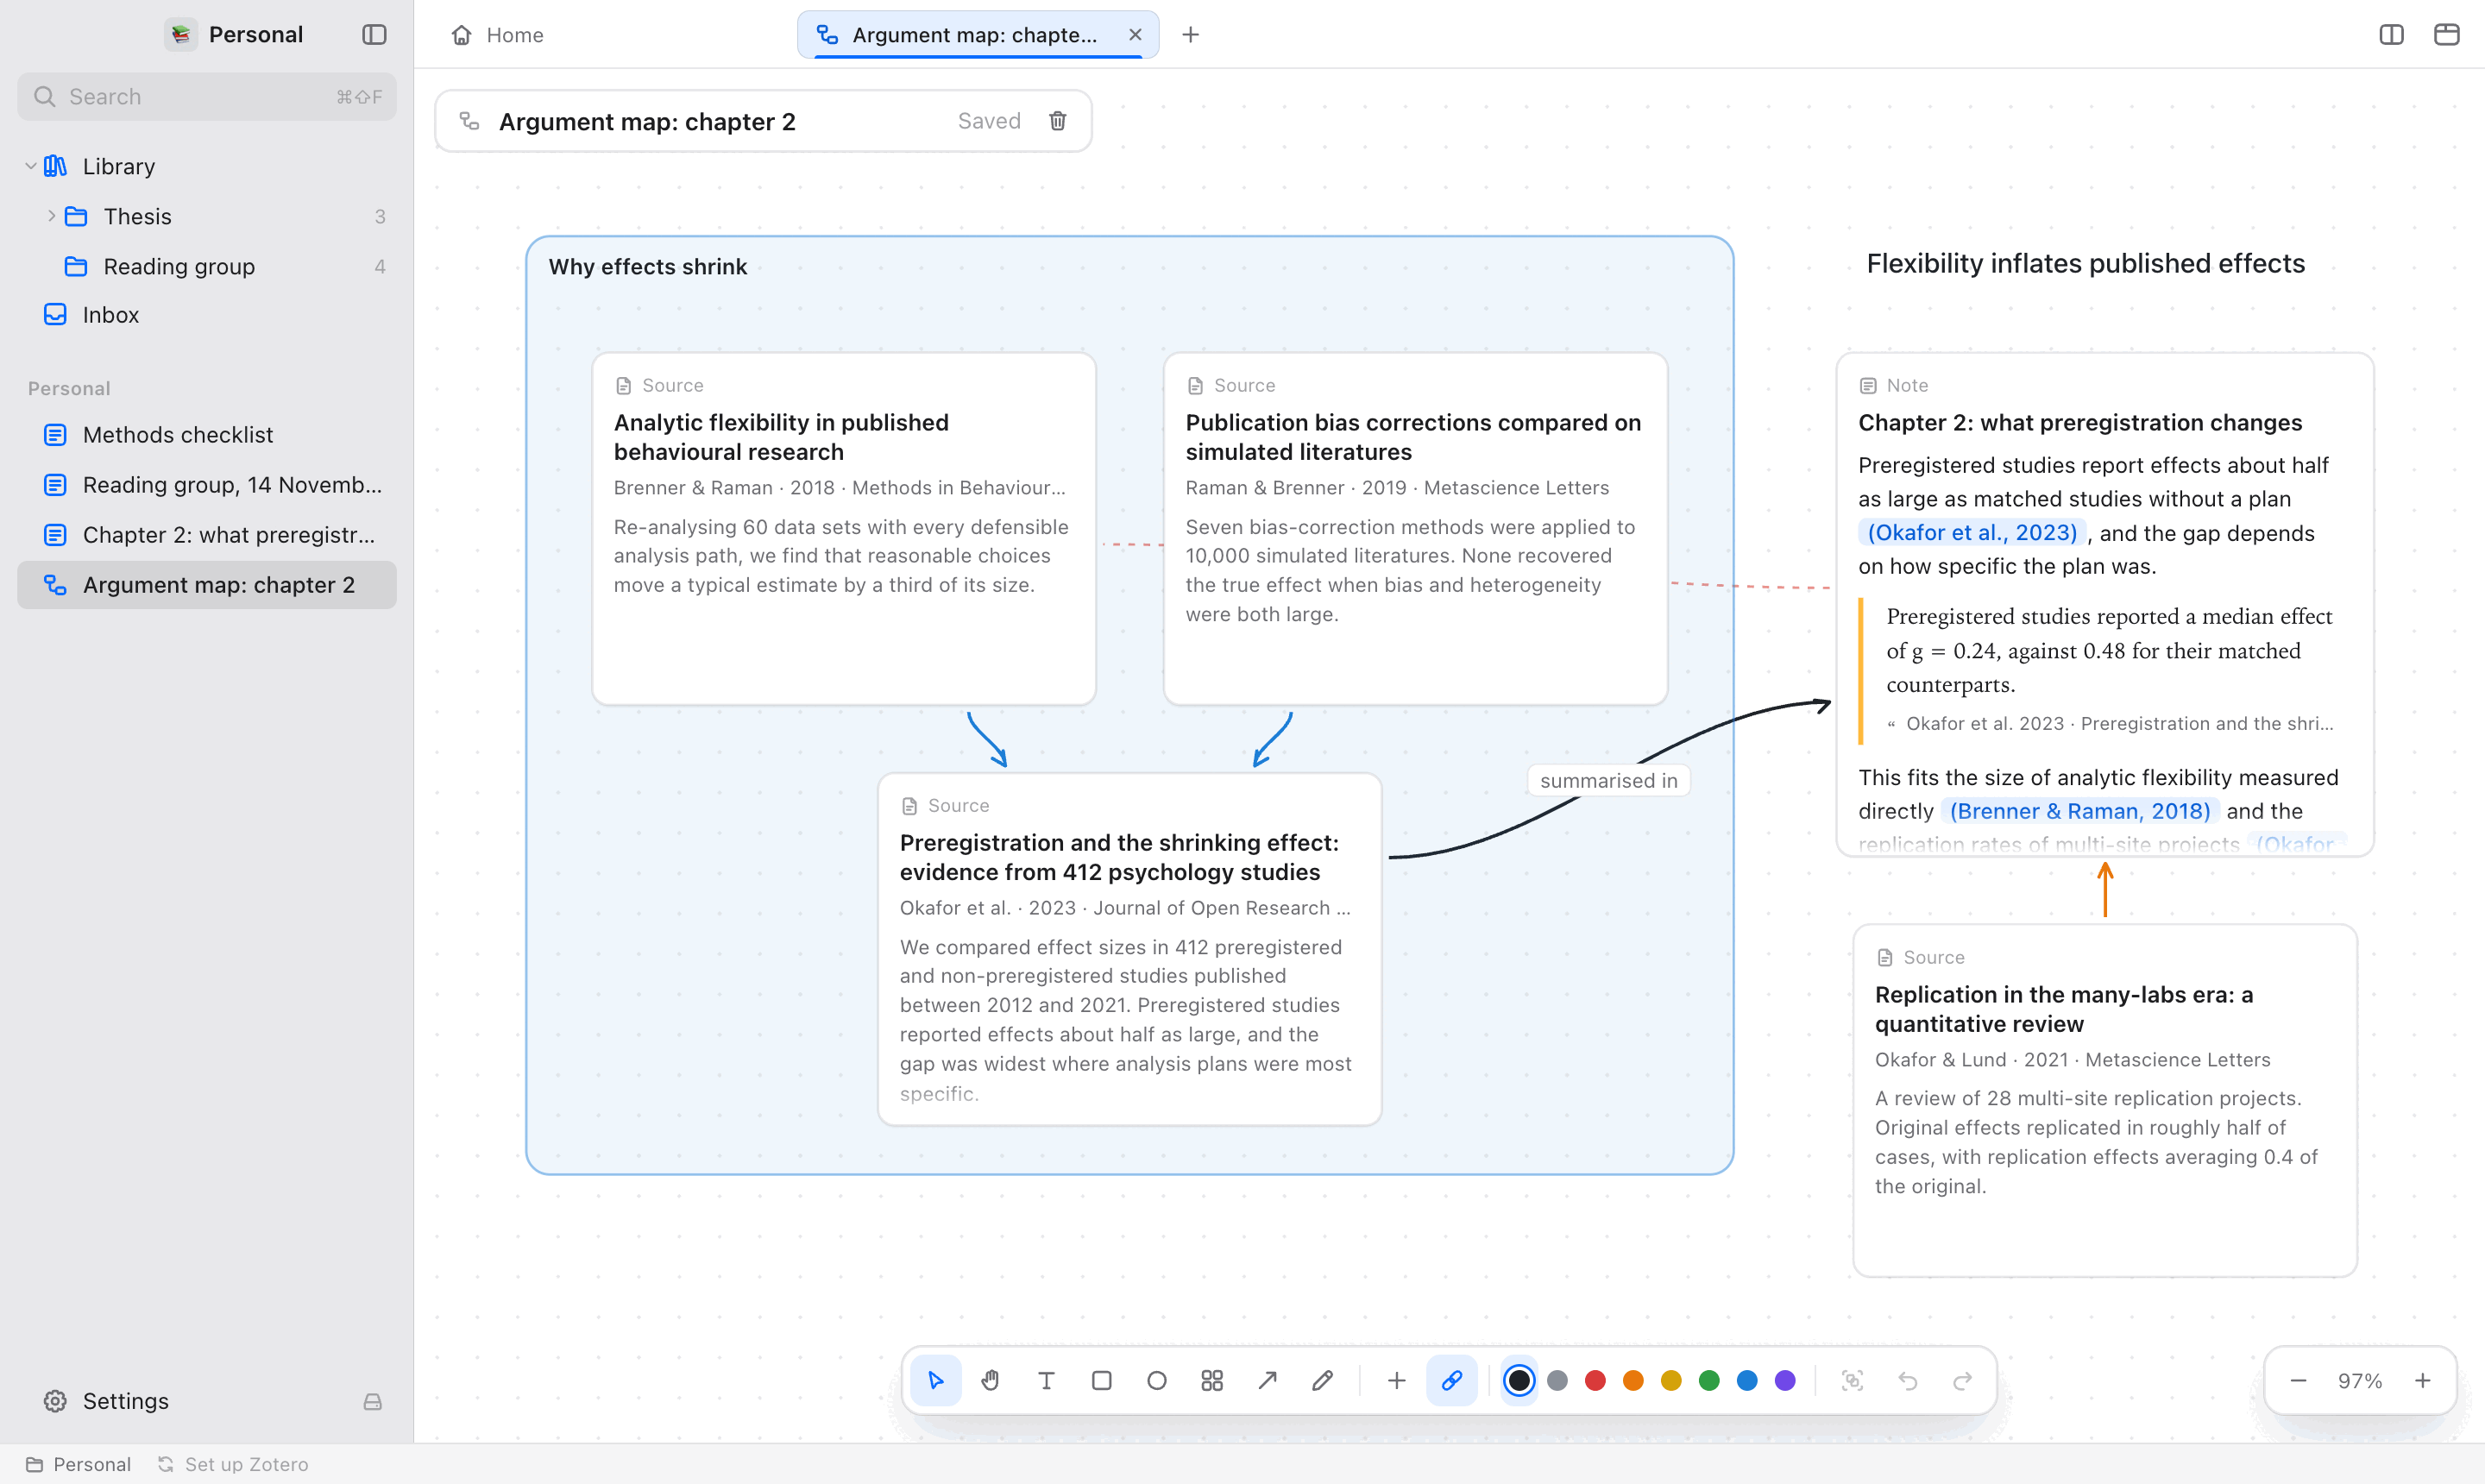 Personal
Search ⌘⇧F
Library
Thesis 3
Reading group 4
Inbox
Personal
Methods checklist
Reading group, 14 Novemb...
Chapter 2: what preregistr...
Argument map: chapter 2
Settings
Home
Argument map: chapte...
Argument map: chapter 2
Saved
Why effects shrink
Source
Analytic flexibility in published
behavioural research
Brenner & Raman · 2018 · Methods in Behaviour...
Re-analysing 60 data sets with every defensible
analysis path, we find that reasonable choices
move a typical estimate by a third of its size.
Source
Publication bias corrections compared on
simulated literatures
Raman & Brenner · 2019 · Metascience Letters
Seven bias-correction methods were applied to
10,000 simulated literatures. None recovered
the true effect when bias and heterogeneity
were both large.
Source
Preregistration and the shrinking effect:
evidence from 412 psychology studies
Okafor et al. · 2023 · Journal of Open Research ...
We compared effect sizes in 412 preregistered
and non-preregistered studies published
between 2012 and 2021. Preregistered studies
reported effects about half as large, and the
gap was widest where analysis plans were most
specific.
summarised in
Flexibility inflates published effects
Note
Chapter 2: what preregistration changes
Preregistered studies report effects about half
as large as matched studies without a plan
(Okafor et al., 2023) , and the gap depends
on how specific the plan was.
Preregistered studies reported a median effect
of g = 0.24, against 0.48 for their matched
counterparts.
“ Okafor et al. 2023 · Preregistration and the shri...
This fits the size of analytic flexibility measured
directly (Brenner & Raman, 2018) and the
replication rates of multi-site projects (Okafor
Source
Replication in the many-labs era: a
quantitative review
Okafor & Lund · 2021 · Metascience Letters
A review of 28 multi-site replication projects.
Original effects replicated in roughly half of
cases, with replication effects averaging 0.4 of
the original.
97%
Personal
Set up Zotero